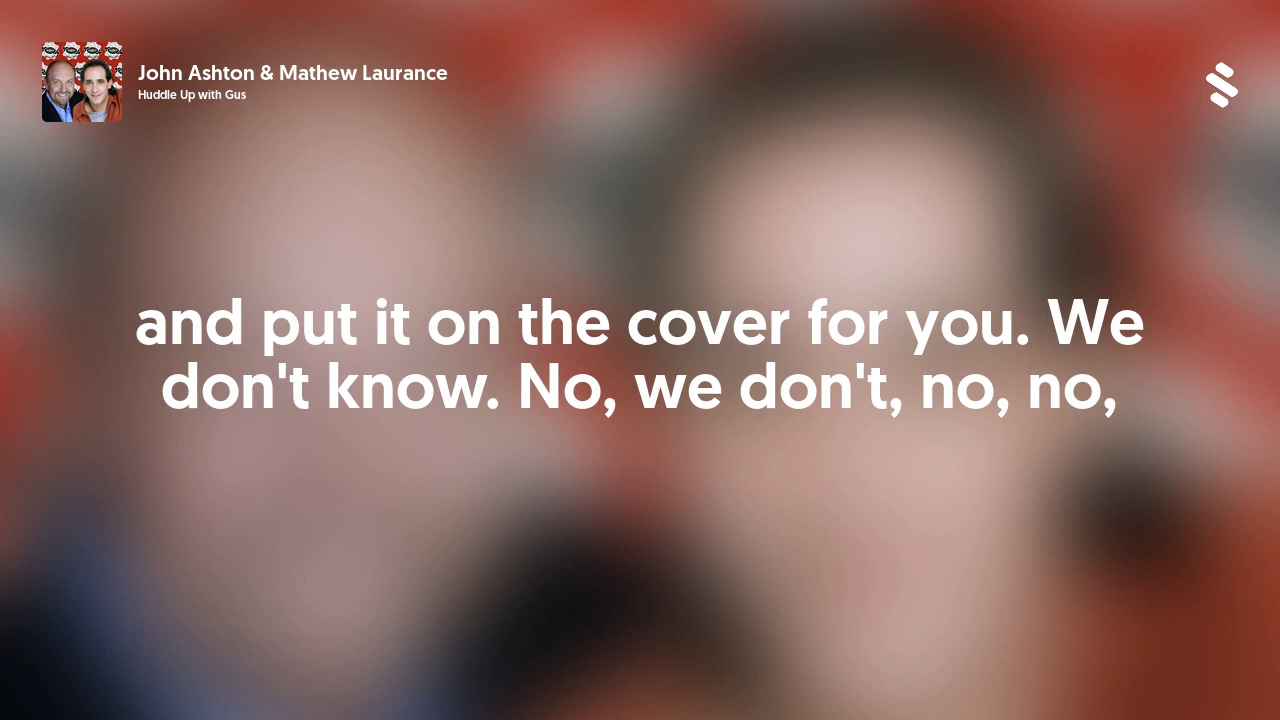 John Ashton & Mathew Laurance
Huddle Up with Gus
and put it on the cover for you. We
don't know. No, we don't, no, no,